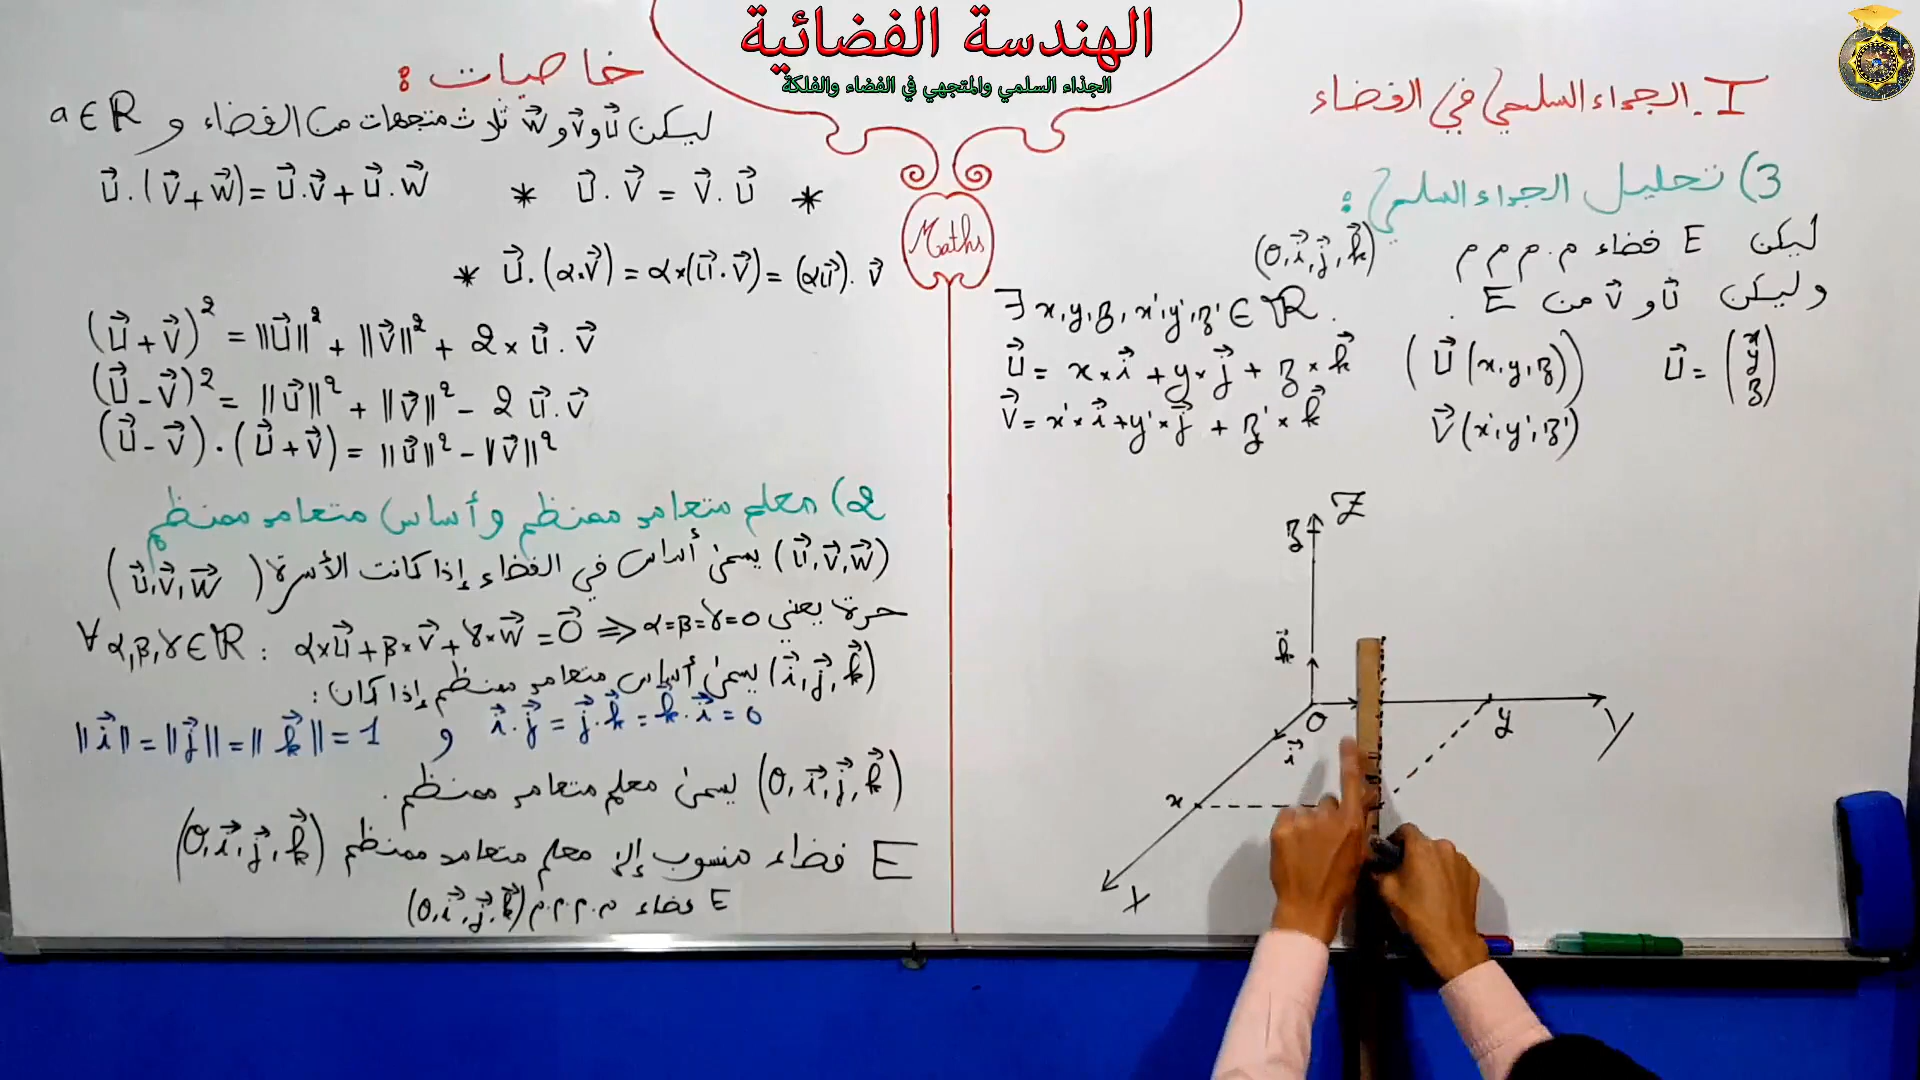 الهندسة الفضائية
الجذاء السلمي والمتجهي في الفضاء والفلكة
Maths
I. الجداء السلمي في الفضاء
3) تحليل الجداء السلمي :
ليكن E فضاء م.م.م.م (O,i⃗,j⃗,k⃗)
وليكن u⃗ و v⃗ من E
∃ x,y,z,x',y',z' ∈ ℝ.
u⃗ = x×i⃗ + y×j⃗ + z×k⃗ (u⃗(x,y,z)) u⃗ = (x y z)
v⃗ = x'×i⃗ + y'×j⃗ + z'×k⃗ v⃗(x',y',z')
Z
z
k⃗
O
y
Y
i⃗
x
X
خاصيات :
ليكن u⃗ و v⃗ و w⃗ ثلاث متجهات من الفضاء و a ∈ ℝ
* u⃗.v⃗ = v⃗.u⃗ * u⃗.(v⃗+w⃗) = u⃗.v⃗ + u⃗.w⃗
* u⃗.(α.v⃗) = α×(u⃗.v⃗) = (αu⃗).v⃗
(u⃗+v⃗)² = ||u⃗||² + ||v⃗||² + 2×u⃗.v⃗
(u⃗-v⃗)² = ||u⃗||² + ||v⃗||² - 2u⃗.v⃗
(u⃗-v⃗).(u⃗+v⃗) = ||u⃗||² - ||v⃗||²
2) معلم متعامد ممنظم وأساس متعامد ممنظم
(u⃗,v⃗,w⃗) يسمى أساس في الفضاء إذا كانت الأسرة (u⃗,v⃗,w⃗)
حرة يعني ∀ α,β,γ ∈ ℝ : α×u⃗ + β×v⃗ + γ×w⃗ = 0⃗ ⇒ α=β=γ=0
(i⃗,j⃗,k⃗) يسمى أساس متعامد ممنظم إذا كان :
i⃗.j⃗ = j⃗.k⃗ = k⃗.i⃗ = 0 و ||i⃗|| = ||j⃗|| = ||k⃗|| = 1
(O,i⃗,j⃗,k⃗) يسمى معلم متعامد ممنظم .
E فضاء منسوب إلى معلم متعامد ممنظم (O,i⃗,j⃗,k⃗)
E فضاء م.م.م.م (O,i⃗,j⃗,k⃗)